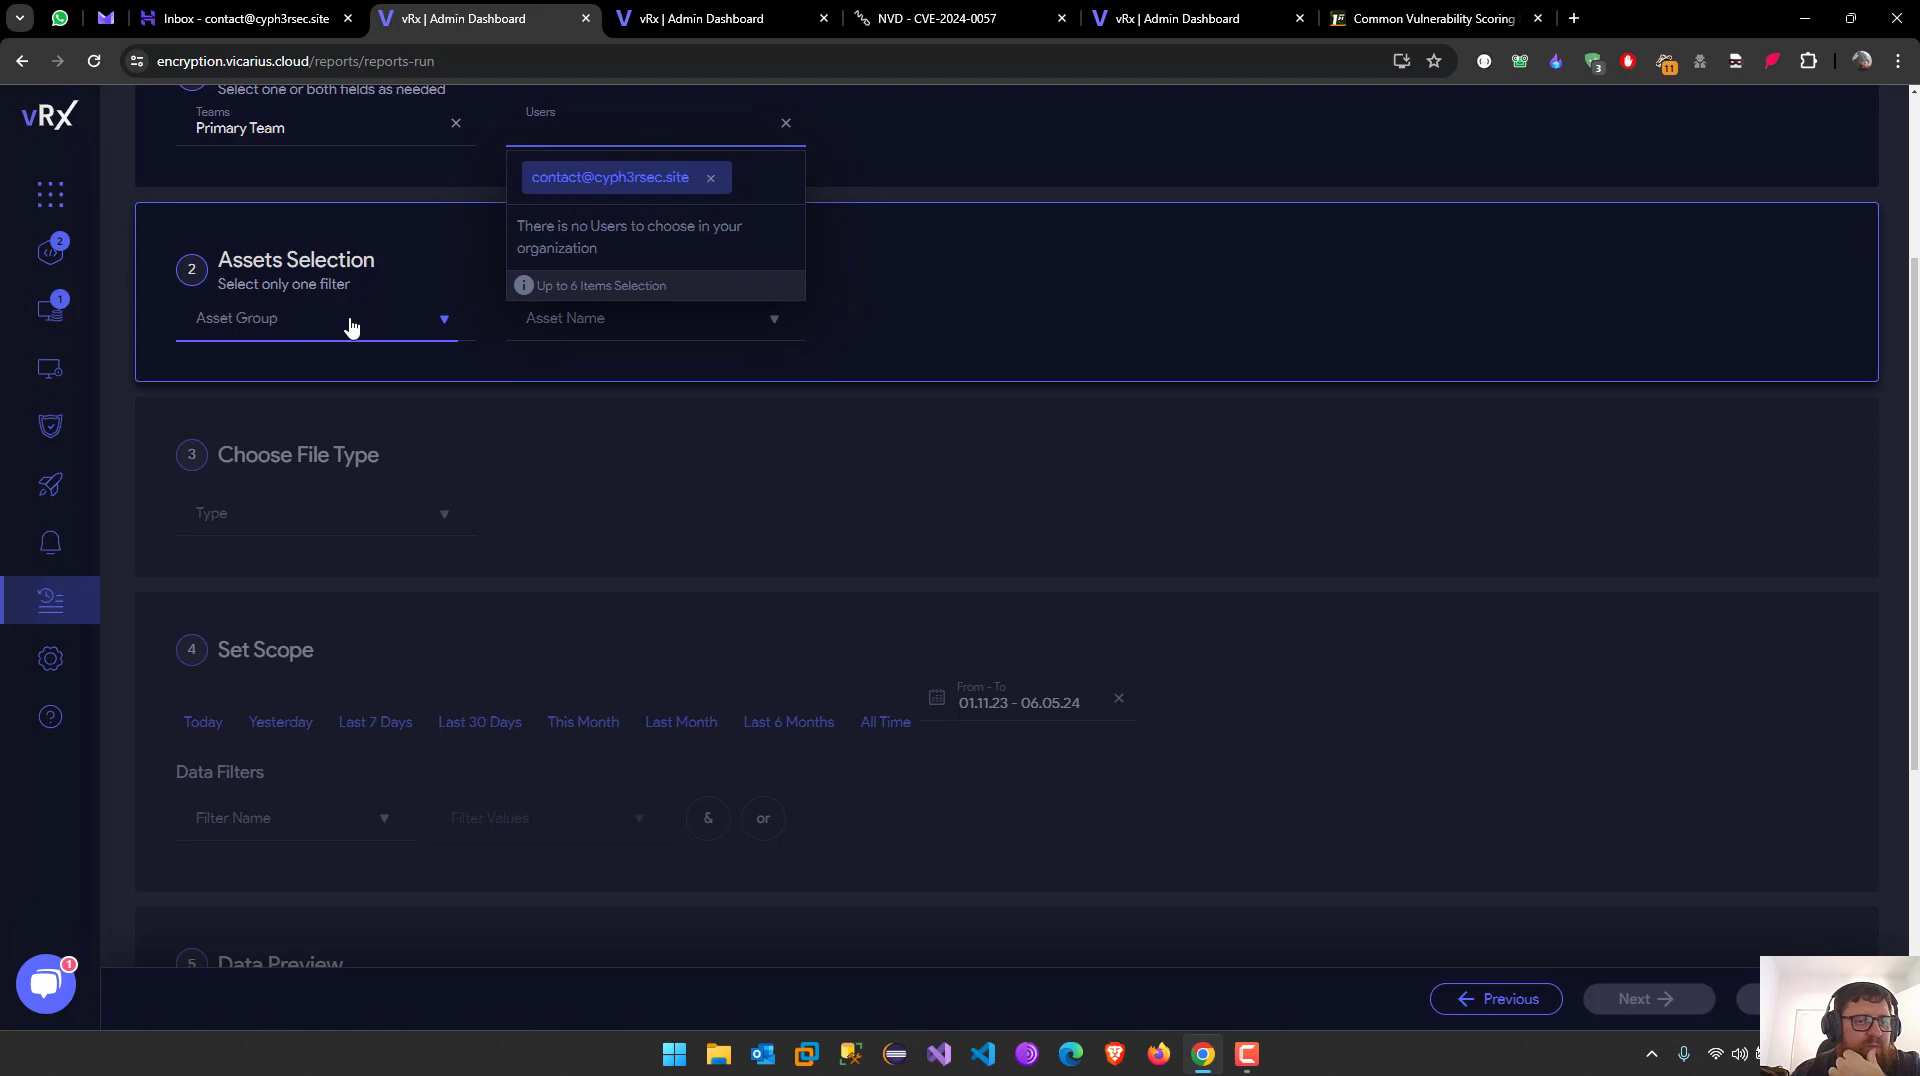 Inbox - contact@cyph3rsec.site
vRx | Admin Dashboard
vRx | Admin Dashboard
NVD - CVE-2024-0057
vRx | Admin Dashboard
Common Vulnerability Scoring
encryption.vicarius.cloud/reports/reports-run
3
11
vRx
Select one or both fields as needed
Teams
Primary Team
Users
contact@cyph3rsec.site
There is no Users to choose in your
organization
Up to 6 Items Selection
2
Assets Selection
Select only one filter
Asset Group
Asset Name
2
1
3
Choose File Type
Type
4
Set Scope
Today
Yesterday
Last 7 Days
Last 30 Days
This Month
Last Month
Last 6 Months
All Time
From - To
01.11.23 - 06.05.24
Data Filters
Filter Name
Filter Values
&
or
5
Data Preview
1
Previous
Next